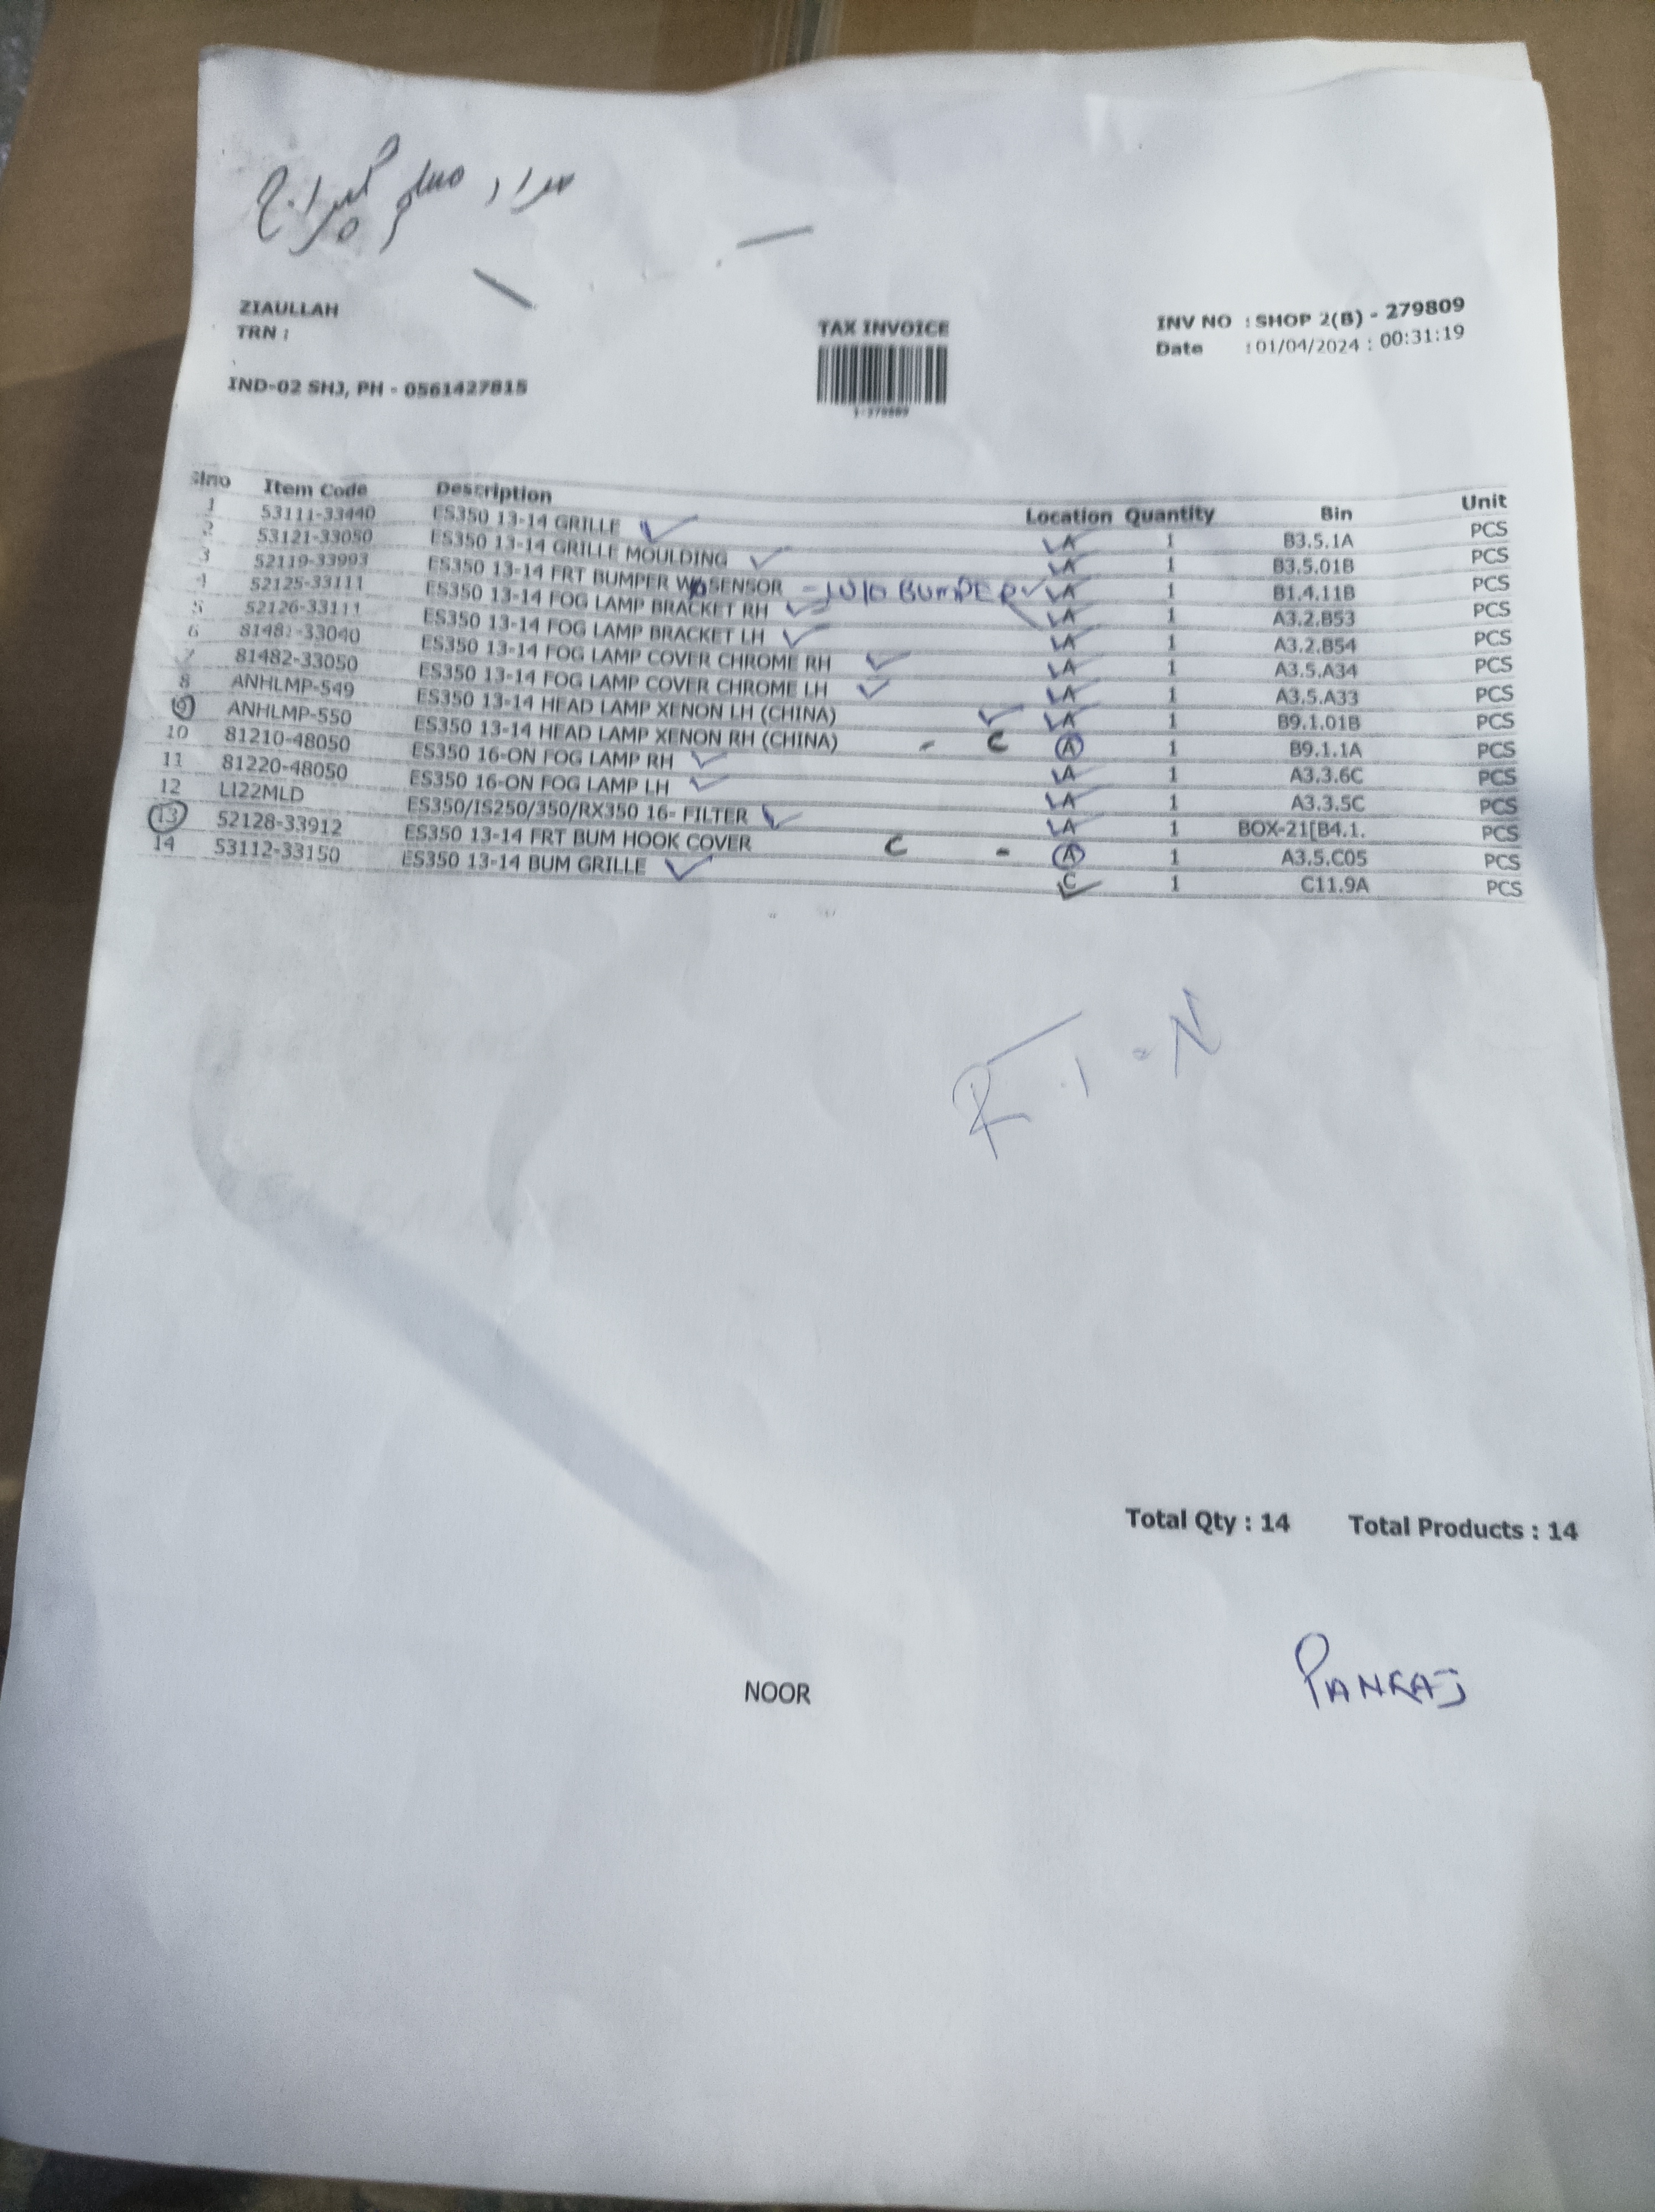 ZIAULLAH
TRN :
IND-02 SHJ, PH - 0561427815
TAX INVOICE
INV NO : SHOP 2(B) - 279809
Date : 01/04/2024 : 00:31:19
Slno Item Code Description Location Quantity Bin Unit
1 53111-33440 ES350 13-14 GRILLE A 1 B3.5.1A PCS
2 53121-33050 ES350 13-14 GRILLE MOULDING A 1 B3.5.01B PCS
3 52119-33993 ES350 13-14 FRT BUMPER W/O SENSOR - W/O BUMPER A 1 B1.4.11B PCS
4 52125-33111 ES350 13-14 FOG LAMP BRACKET RH A 1 A3.2.B53 PCS
5 52126-33111 ES350 13-14 FOG LAMP BRACKET LH A 1 A3.2.B54 PCS
6 81481-33040 ES350 13-14 FOG LAMP COVER CHROME RH A 1 A3.5.A34 PCS
7 81482-33050 ES350 13-14 FOG LAMP COVER CHROME LH A 1 A3.5.A33 PCS
8 ANHLMP-549 ES350 13-14 HEAD LAMP XENON LH (CHINA) A 1 B9.1.01B PCS
9 ANHLMP-550 ES350 13-14 HEAD LAMP XENON RH (CHINA) - C A 1 B9.1.1A PCS
10 81210-48050 ES350 16-ON FOG LAMP RH A 1 A3.3.6C PCS
11 81220-48050 ES350 16-ON FOG LAMP LH A 1 A3.3.5C PCS
12 LI22MLD ES350/IS250/350/RX350 16- FILTER A 1 BOX-21[B4.1. PCS
13 52128-33912 ES350 13-14 FRT BUM HOOK COVER C - A 1 A3.5.C05 PCS
14 53112-33150 ES350 13-14 BUM GRILLE C 1 C11.9A PCS
Total Qty : 14 Total Products : 14
NOOR
PANKAJ